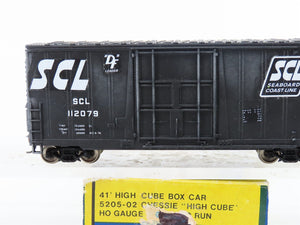 SCL
DF
LOADER
SCL
SEABOARD
COAST LINE
SCL
112079
41' HIGH CUBE BOX CAR
5205-02 CHESSIE "HIGH CUBE"
HO GAUGE RUN